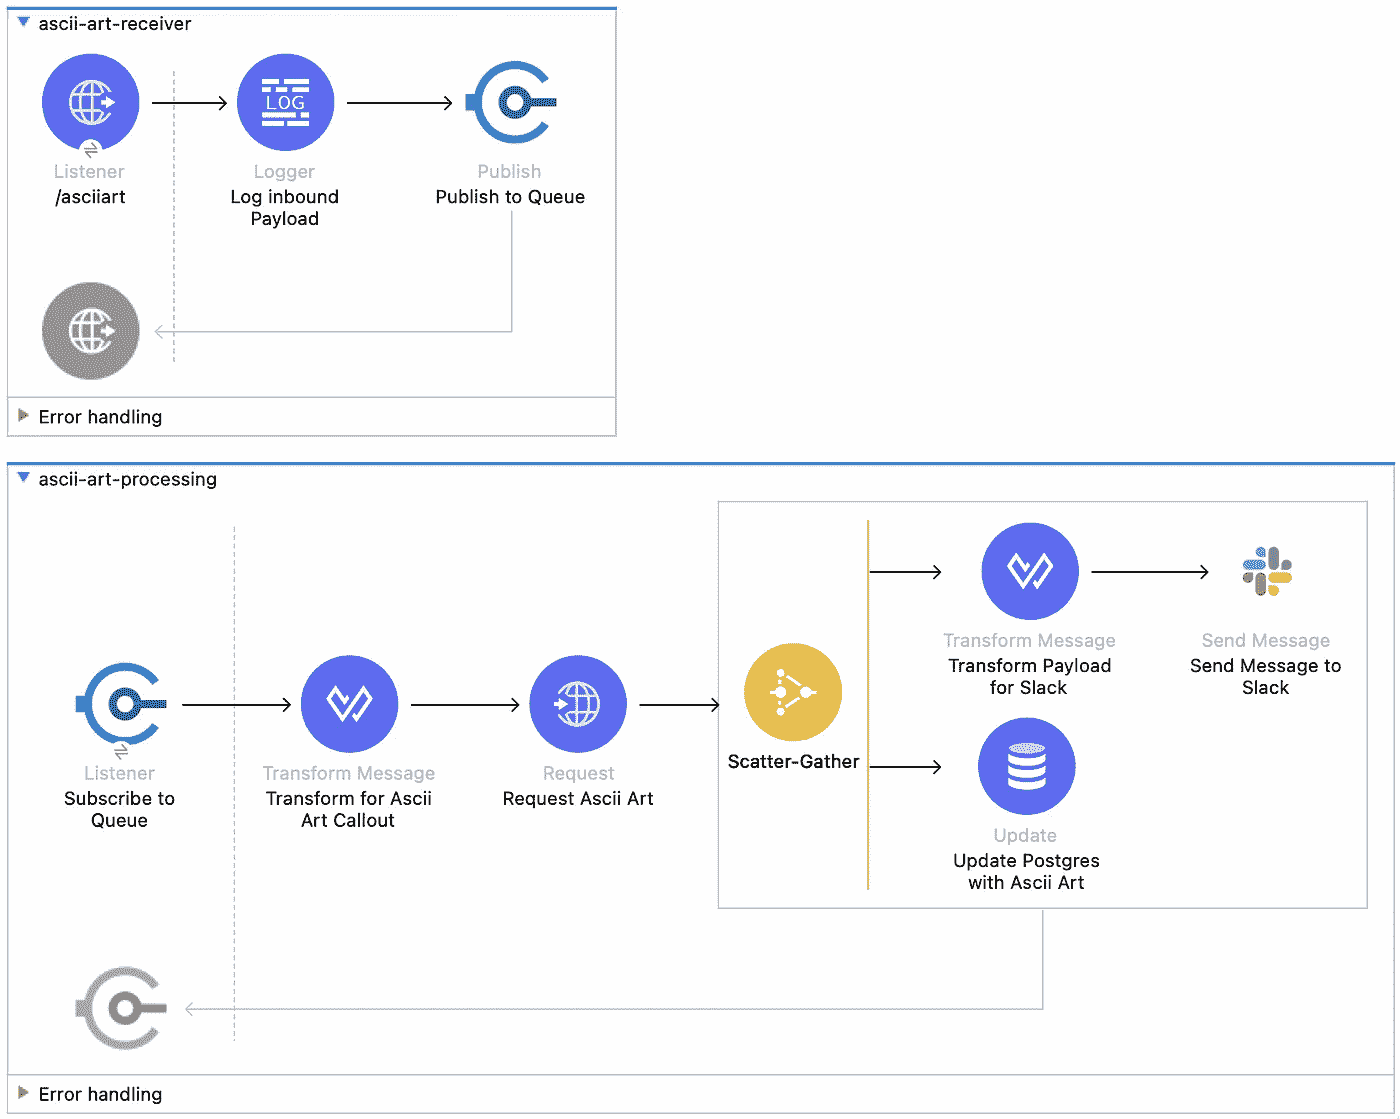 ascii-art-receiver
LOG
Listener
/asciiart
Logger
Log inbound
Payload
Publish
Publish to Queue
Error handling
ascii-art-processing
Listener
Subscribe to
Queue
Transform Message
Transform for Ascii
Art Callout
Request
Request Ascii Art
Scatter-Gather
Transform Message
Transform Payload
for Slack
Send Message
Send Message to
Slack
Update
Update Postgres
with Ascii Art
Error handling